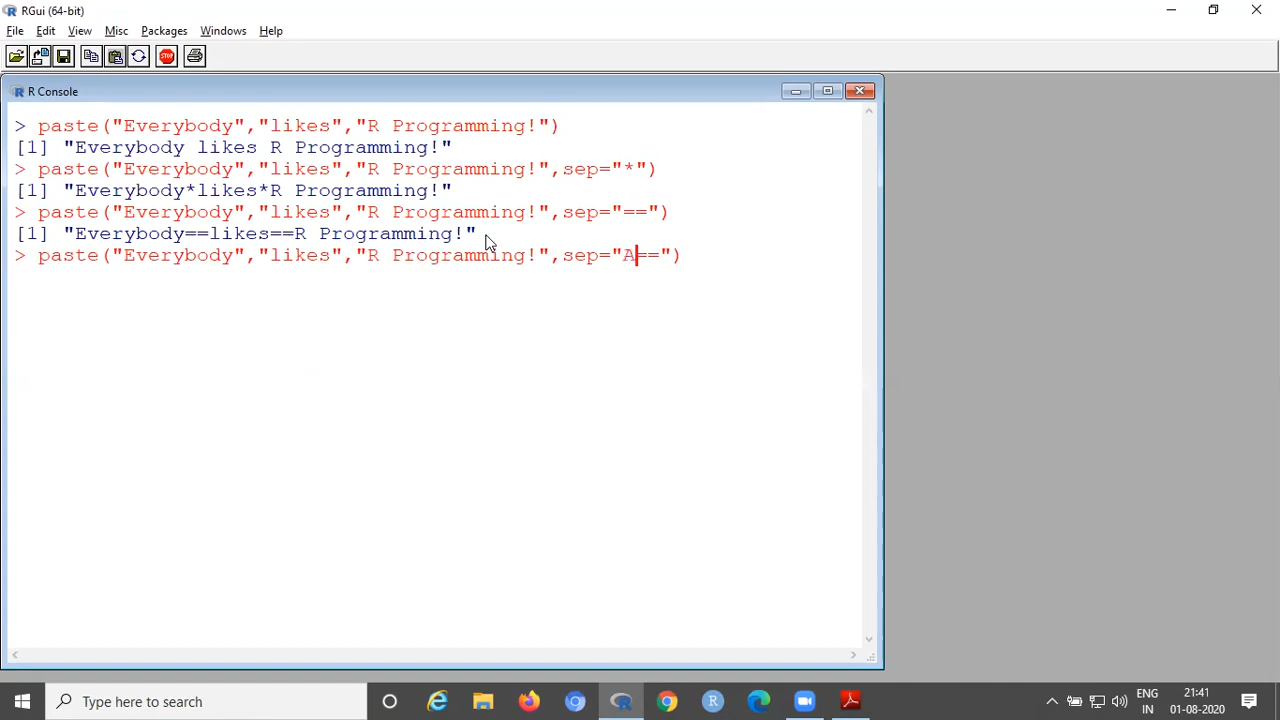 RGui (64-bit)
File Edit View Misc Packages Windows Help
STOP
R Console
> paste("Everybody","likes","R Programming!")
[1] "Everybody likes R Programming!"
> paste("Everybody","likes","R Programming!",sep="*")
[1] "Everybody*likes*R Programming!"
> paste("Everybody","likes","R Programming!",sep="==")
[1] "Everybody==likes==R Programming!"
> paste("Everybody","likes","R Programming!",sep="A==")
Type here to search
ENG 21:41
IN 01-08-2020